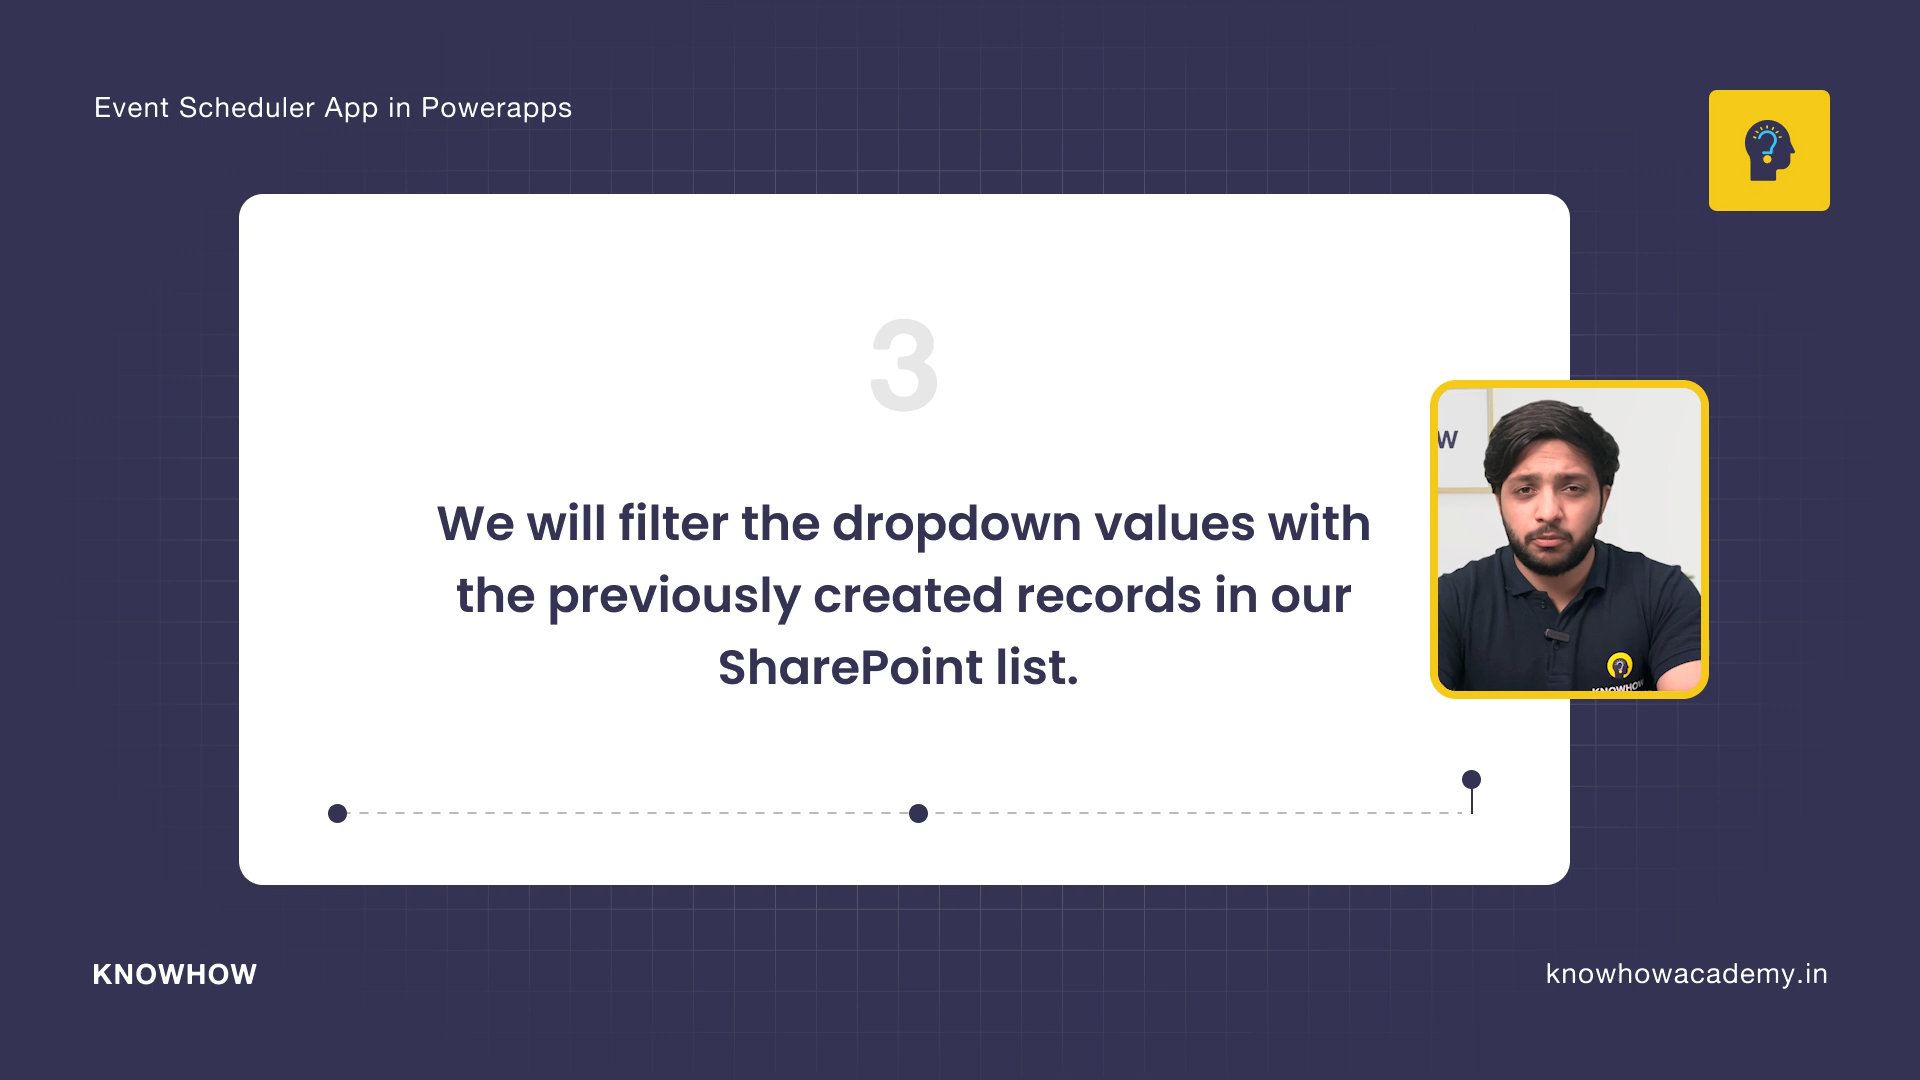 Event Scheduler App in Powerapps
3
We will filter the dropdown values with
the previously created records in our
SharePoint list.
W
KNOWHOW
KNOWHOW
knowhowacademy.in